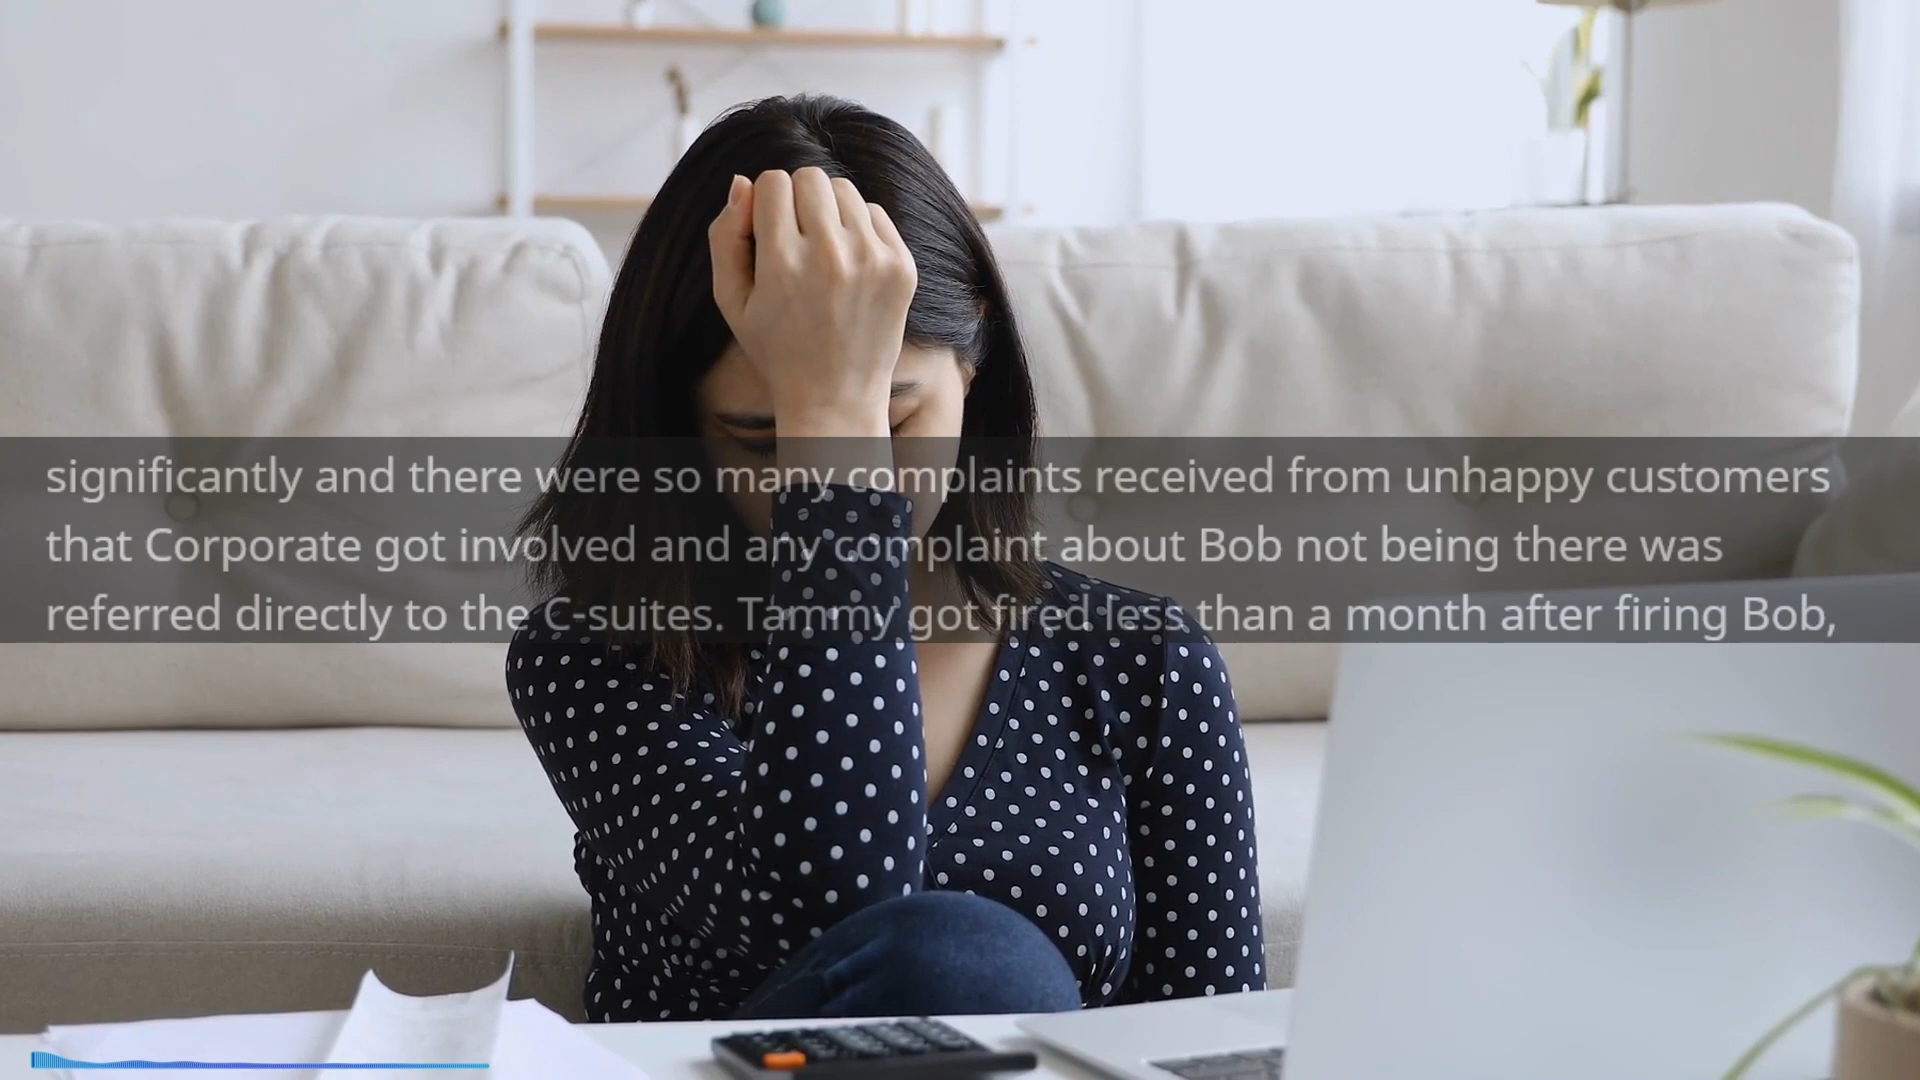 significantly and there were so many complaints received from unhappy customers
that Corporate got involved and any complaint about Bob not being there was
referred directly to the C-suites. Tammy got fired less than a month after firing Bob,